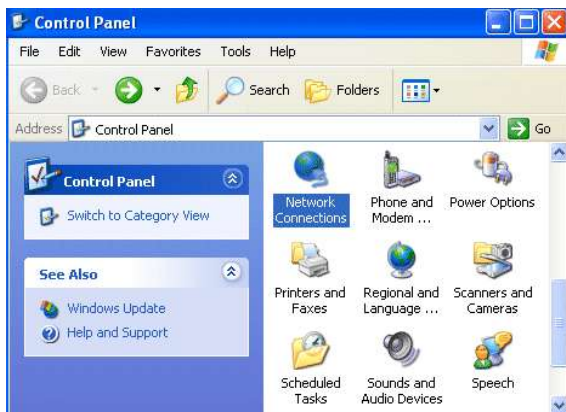 Control Panel
File Edit View Favorites Tools Help
Back Search Folders
Address Control Panel Go
Control Panel
Switch to Category View
See Also
Windows Update
Help and Support
Network Connections
Phone and Modem ...
Power Options
Printers and Faxes
Regional and Language ...
Scanners and Cameras
Scheduled Tasks
Sounds and Audio Devices
Speech